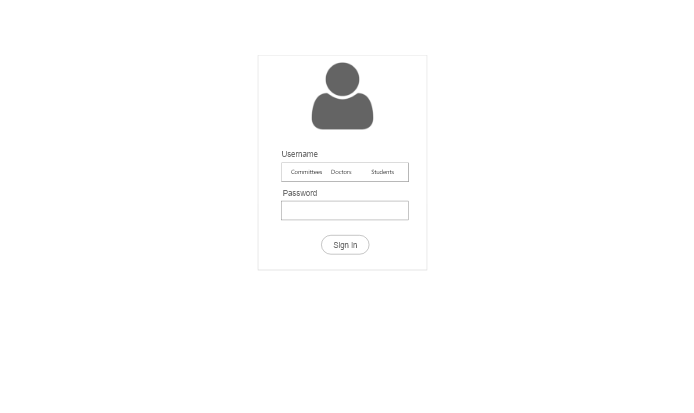 Username
Committees Doctors Students
Password
Sign In